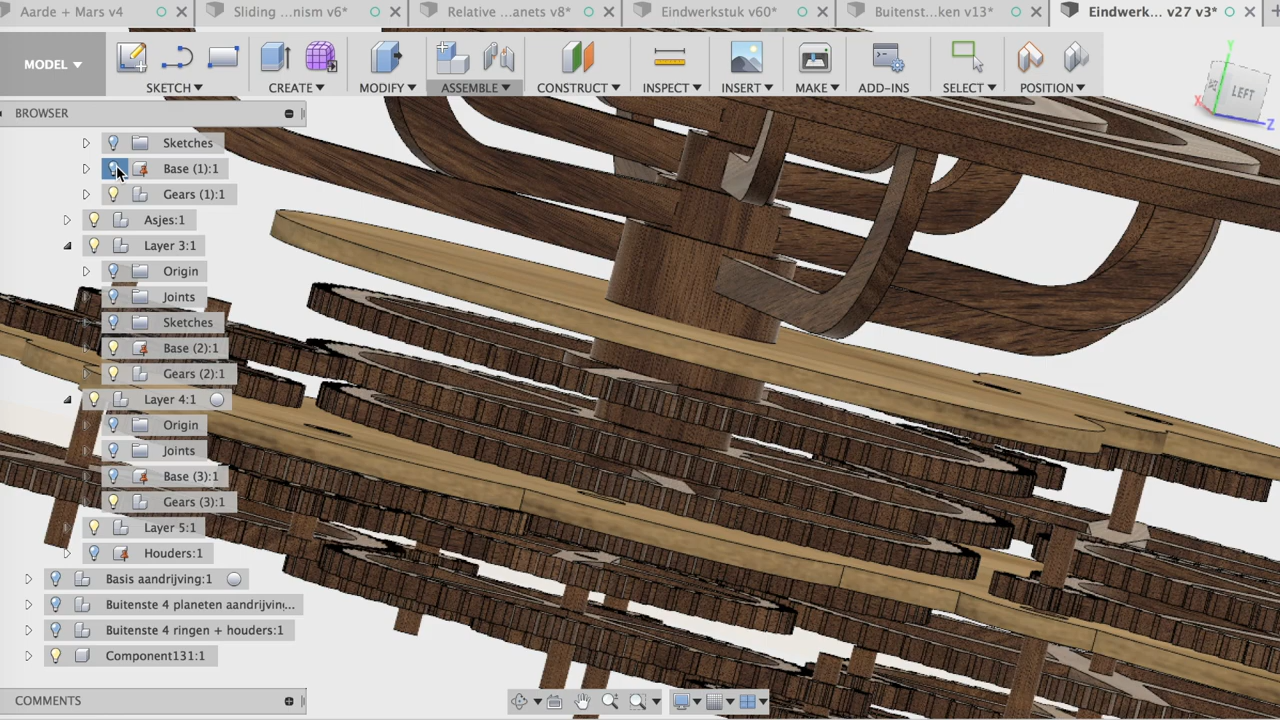 Aarde + Mars v4
Sliding ...nism v6*
Relative ...anets v8*
Eindwerkstuk v60*
Buitenst...ken v13*
Eindwerk... v27 v3*
MODEL
SKETCH
CREATE
MODIFY
ASSEMBLE
CONSTRUCT
INSPECT
INSERT
MAKE
ADD-INS
SELECT
POSITION
Y
LEFT
X
Z
BROWSER
Sketches
Base (1):1
Gears (1):1
Asjes:1
Layer 3:1
Origin
Joints
Sketches
Base (2):1
Gears (2):1
Layer 4:1
Origin
Joints
Base (3):1
Gears (3):1
Layer 5:1
Houders:1
Basis aandrijving:1
Buitenste 4 planeten aandrijvin...
Buitenste 4 ringen + houders:1
Component131:1
COMMENTS